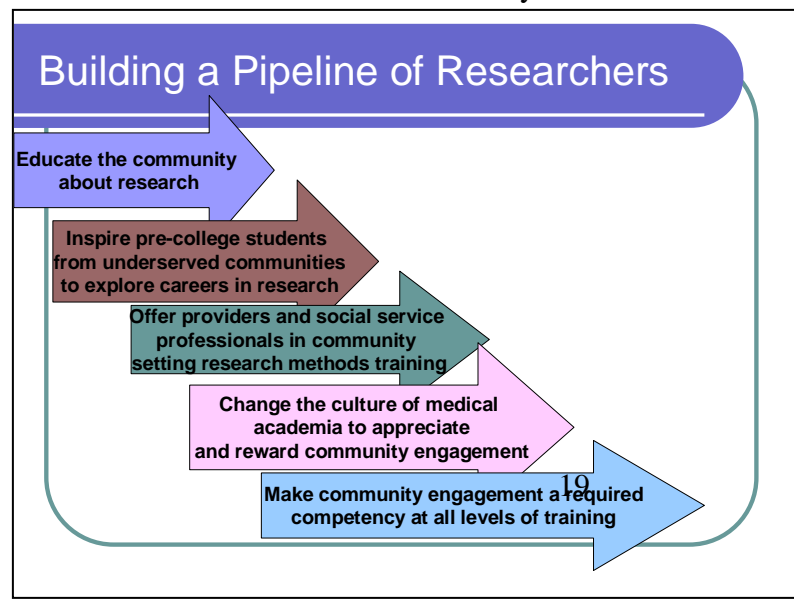 Building a Pipeline of Researchers
Educate the community
about research
Inspire pre-college students
from underserved communities
to explore careers in research
Offer providers and social service
professionals in community
setting research methods training
Change the culture of medical
academia to appreciate
and reward community engagement
19
Make community engagement a required
competency at all levels of training